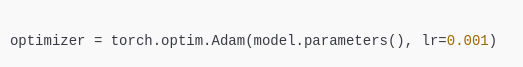 optimizer = torch.optim.Adam(model.parameters(), lr=0.001)